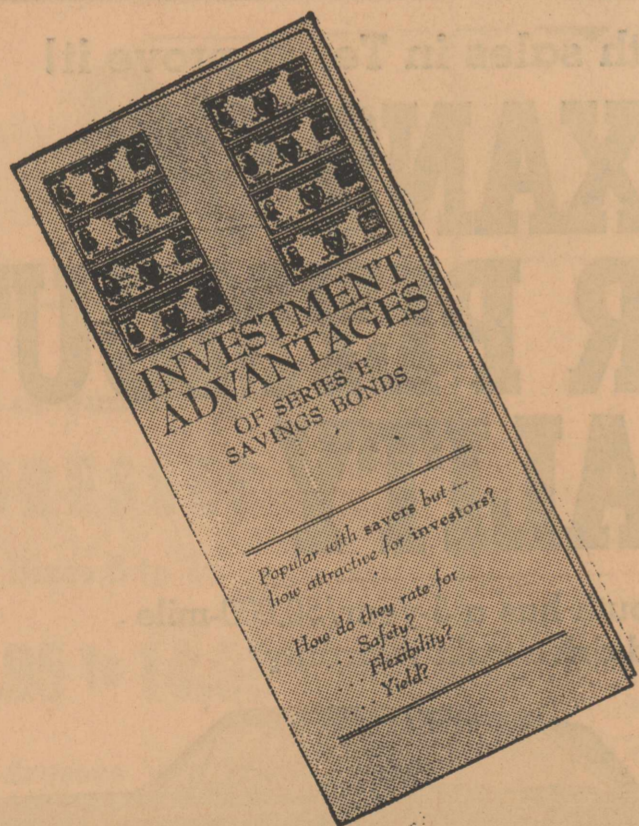 INVESTMENT
ADVANTAGES
OF SERIES E
SAVINGS BONDS
Popular with savers but ---
how attractive for investors?
How do they rate for
. . . Safety?
. . . Flexibility?
. . . Yield?